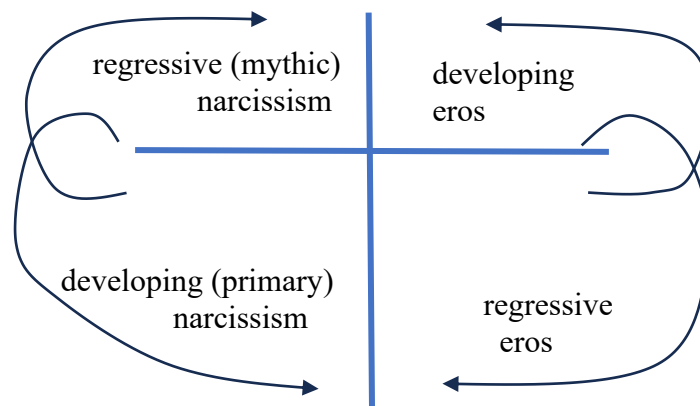 regressive (mythic)
narcissism
developing
eros
developing (primary)
narcissism
regressive
eros